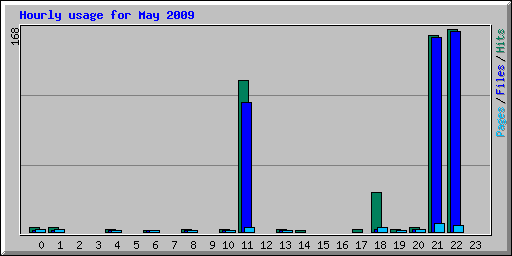 Hourly usage for May 2009
168
Pages/Files/Hits
0 1 2 3 4 5 6 7 8 9 10 11 12 13 14 15 16 17 18 19 20 21 22 23